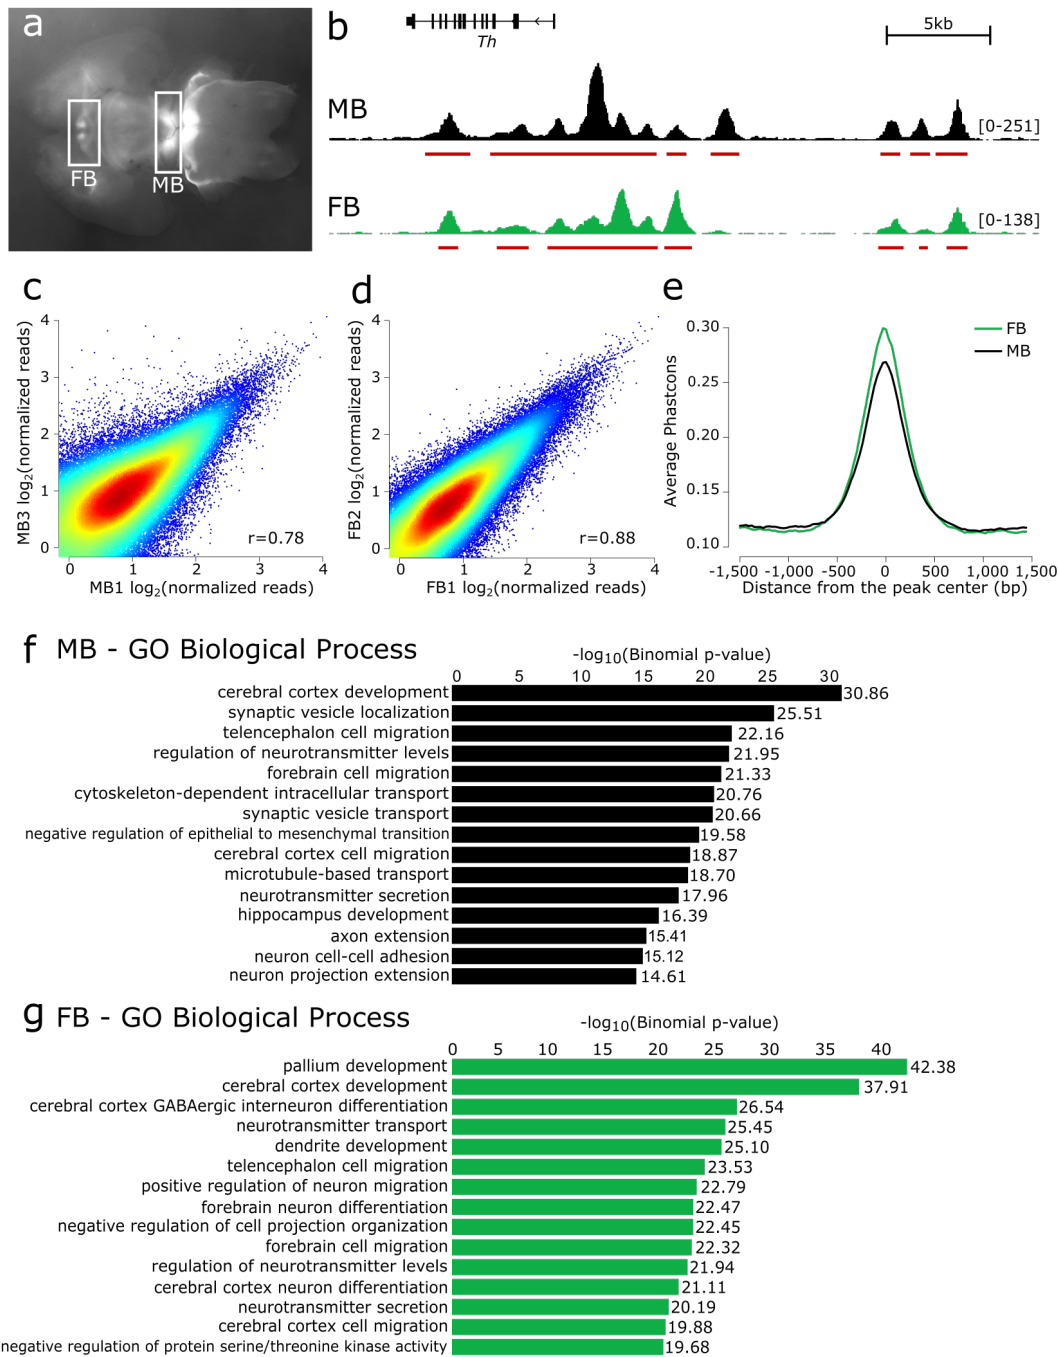 a
FB
MB
b
Th
5kb
MB
[0-251]
FB
[0-138]
c
MB3 log2(normalized reads)
4
3
2
1
0
r=0.78
0 1 2 3 4
MB1 log2(normalized reads)
d
FB2 log2(normalized reads)
4
3
2
1
0
r=0.88
0 1 2 3 4
FB1 log2(normalized reads)
e
Average Phastcons
0.30
0.25
0.20
0.15
0.10
FB
MB
-1,500 -1,000 -500 0 500 1,000 1,500
Distance from the peak center (bp)
f MB - GO Biological Process
-log10(Binomial p-value)
0 5 10 15 20 25 30
cerebral cortex development 30.86
synaptic vesicle localization 25.51
telencephalon cell migration 22.16
regulation of neurotransmitter levels 21.95
forebrain cell migration 21.33
cytoskeleton-dependent intracellular transport 20.76
synaptic vesicle transport 20.66
negative regulation of epithelial to mesenchymal transition 19.58
cerebral cortex cell migration 18.87
microtubule-based transport 18.70
neurotransmitter secretion 17.96
hippocampus development 16.39
axon extension 15.41
neuron cell-cell adhesion 15.12
neuron projection extension 14.61
g FB - GO Biological Process
-log10(Binomial p-value)
0 5 10 15 20 25 30 35 40
pallium development 42.38
cerebral cortex development 37.91
cerebral cortex GABAergic interneuron differentiation 26.54
neurotransmitter transport 25.45
dendrite development 25.10
telencephalon cell migration 23.53
positive regulation of neuron migration 22.79
forebrain neuron differentiation 22.47
negative regulation of cell projection organization 22.45
forebrain cell migration 22.32
regulation of neurotransmitter levels 21.94
cerebral cortex neuron differentiation 21.11
neurotransmitter secretion 20.19
cerebral cortex cell migration 19.88
negative regulation of protein serine/threonine kinase activity 19.68